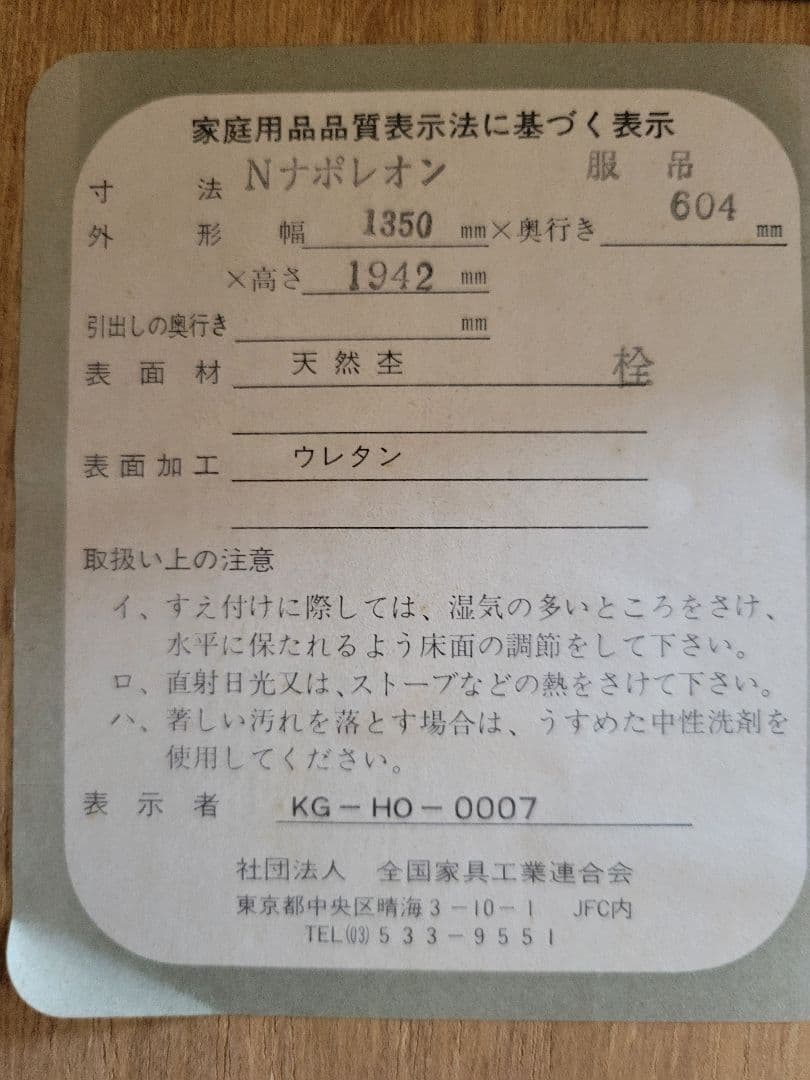 家庭用品品質表示法に基づく表示
寸法 Nナポレオン 服吊
外形 幅 1350 mm×奥行き 604 mm
×高さ 1942 mm
引出しの奥行き mm
表面材 天然杢 栓
表面加工 ウレタン
取扱い上の注意
イ、すえ付けに際しては、湿気の多いところをさけ、
水平に保たれるよう床面の調節をして下さい。
ロ、直射日光又は、ストーブなどの熱をさけて下さい。
ハ、著しい汚れを落とす場合は、うすめた中性洗剤を
使用してください。
表示者 KG-HO-0007
社団法人 全国家具工業連合会
東京都中央区晴海3-10-1 JFC内
TEL(03)533-9551